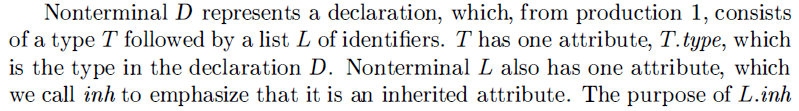 Nonterminal D represents a declaration, which, from production 1, consists
of a type T followed by a list L of identifiers. T has one attribute, T.type, which
is the type in the declaration D. Nonterminal L also has one attribute, which
we call inh to emphasize that it is an inherited attribute. The purpose of L.inh